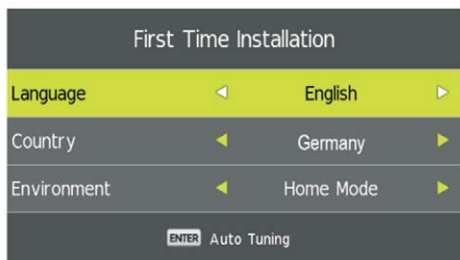 First Time Installation
Language English
Country Germany
Environment Home Mode
ENTER Auto Tuning